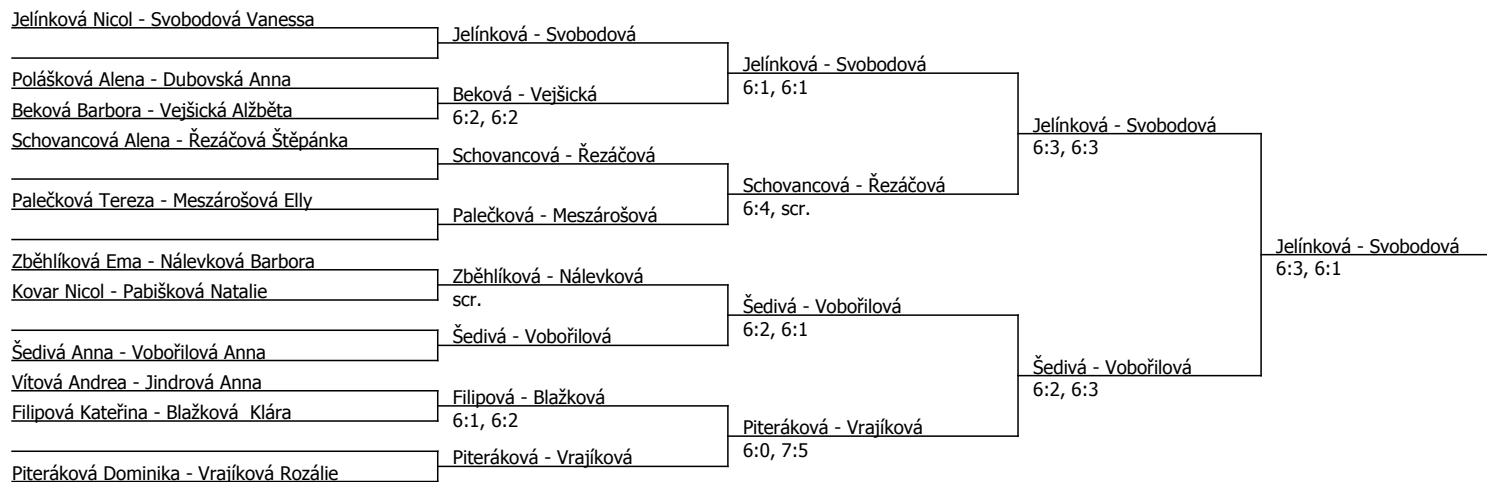 Jelínková Nicol - Svobodová Vanessa
Jelínková - Svobodová
Polášková Alena - Dubovská Anna
Jelínková - Svobodová
6:1, 6:1
Beková Barbora - Vejšická Alžběta
Beková - Vejšická
6:2, 6:2
Jelínková - Svobodová
6:3, 6:3
Schovancová Alena - Řezáčová Štěpánka
Schovancová - Řezáčová
Schovancová - Řezáčová
6:4, scr.
Palečková Tereza - Meszárošová Elly
Palečková - Meszárošová
Jelínková - Svobodová
6:3, 6:1
Zběhlíková Ema - Nálevková Barbora
Zběhlíková - Nálevková
scr.
Kovar Nicol - Pabišková Natalie
Šedivá - Vobořilová
6:2, 6:1
Šedivá - Vobořilová
Šedivá Anna - Vobořilová Anna
Šedivá - Vobořilová
6:2, 6:3
Vítová Andrea - Jindrová Anna
Filipová - Blažková
6:1, 6:2
Filipová Kateřina - Blažková  Klára
Piteráková - Vrajíková
6:0, 7:5
Piteráková - Vrajíková
Piteráková Dominika - Vrajíková Rozálie